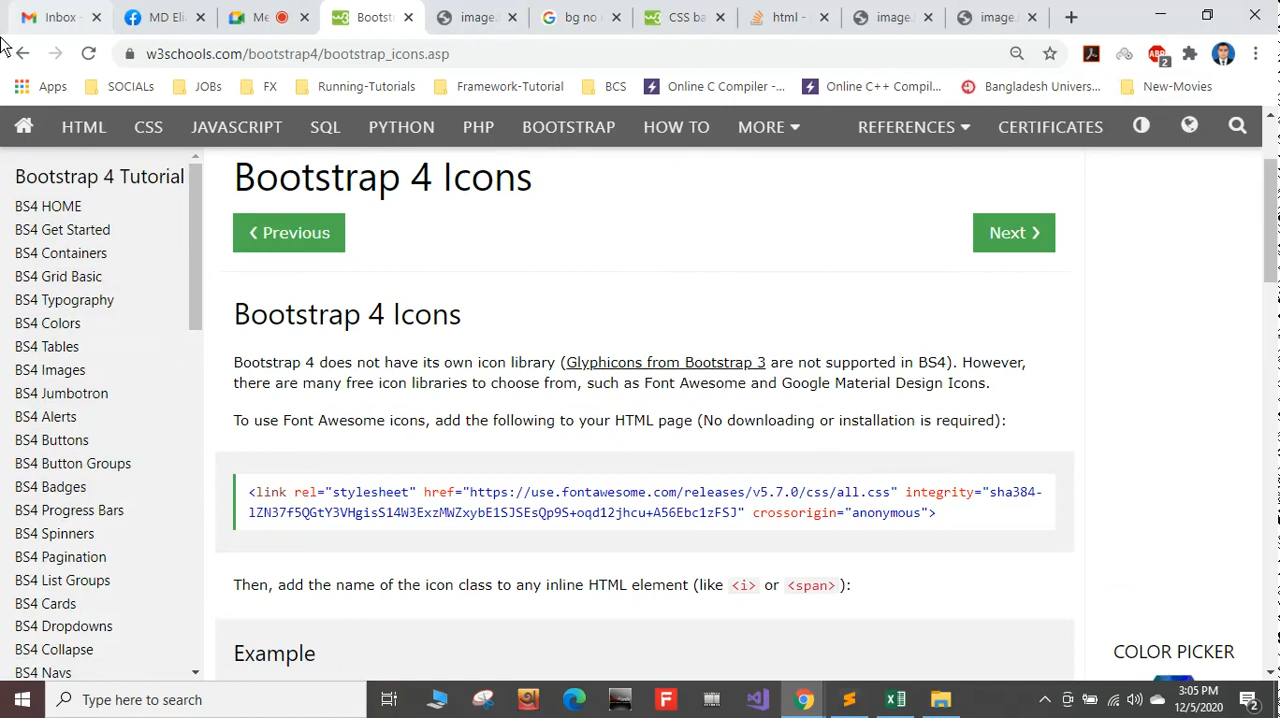 Inbox -
MD Eli
Me
Bootst
image.
bg no
CSS ba
html -
image.
image.
w3schools.com/bootstrap4/bootstrap_icons.asp
2
Apps
SOCIALs
JOBs
FX
Running-Tutorials
Framework-Tutorial
BCS
Online C Compiler -...
Online C++ Compil...
Bangladesh Univers...
New-Movies
HTML
CSS
JAVASCRIPT
SQL
PYTHON
PHP
BOOTSTRAP
HOW TO
MORE
REFERENCES
CERTIFICATES
Bootstrap 4 Tutorial
BS4 HOME
BS4 Get Started
BS4 Containers
BS4 Grid Basic
BS4 Typography
BS4 Colors
BS4 Tables
BS4 Images
BS4 Jumbotron
BS4 Alerts
BS4 Buttons
BS4 Button Groups
BS4 Badges
BS4 Progress Bars
BS4 Spinners
BS4 Pagination
BS4 List Groups
BS4 Cards
BS4 Dropdowns
BS4 Collapse
BS4 Navs
Bootstrap 4 Icons
❮ Previous
Next ❯
Bootstrap 4 Icons
Bootstrap 4 does not have its own icon library (Glyphicons from Bootstrap 3 are not supported in BS4). However,
there are many free icon libraries to choose from, such as Font Awesome and Google Material Design Icons.
To use Font Awesome icons, add the following to your HTML page (No downloading or installation is required):
<link rel="stylesheet" href="https://use.fontawesome.com/releases/v5.7.0/css/all.css" integrity="sha384-
lZN37f5QGtY3VHgisS14W3ExzMWZxybE1SJSEsQp9S+oqd12jhcu+A56Ebc1zFSJ" crossorigin="anonymous">
Then, add the name of the icon class to any inline HTML element (like <i> or <span>):
Example
COLOR PICKER
Type here to search
3:05 PM
12/5/2020
2